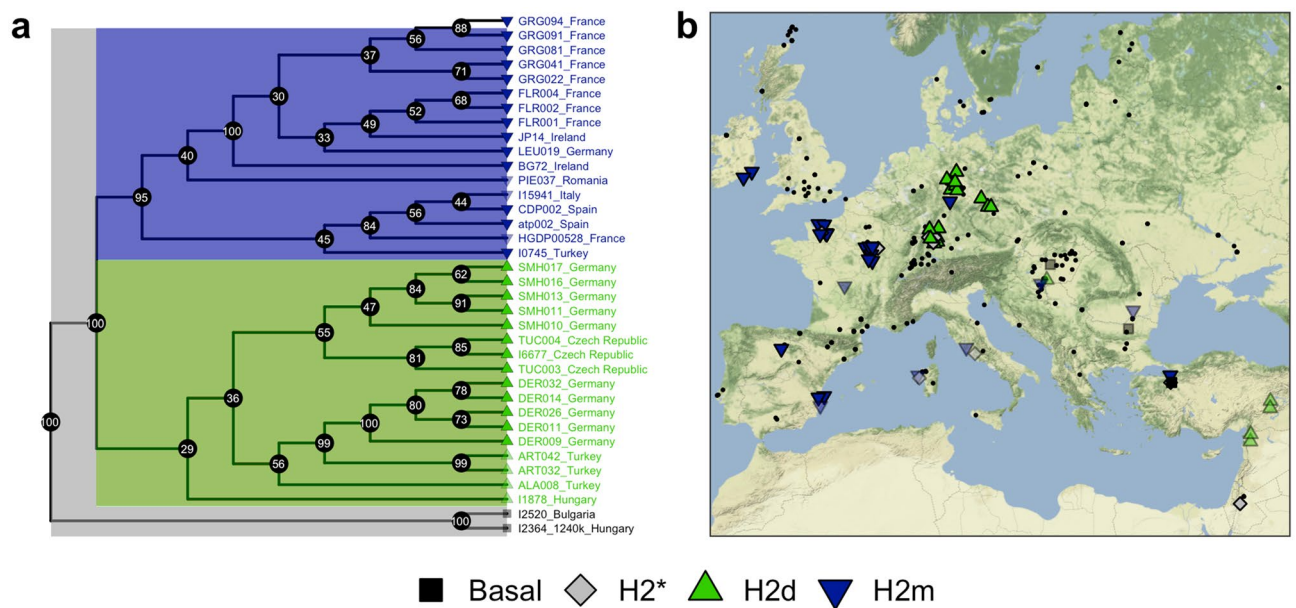 a
b
GRG094_France
GRG091_France
GRG081_France
GRG041_France
GRG022_France
FLR004_France
FLR002_France
FLR001_France
JP14_Ireland
LEU019_Germany
BG72_Ireland
PIE037_Romania
I15941_Italy
CDP002_Spain
atp002_Spain
HGDP00528_France
I0745_Turkey
SMH017_Germany
SMH016_Germany
SMH013_Germany
SMH011_Germany
SMH010_Germany
TUC004_Czech Republic
I6677_Czech Republic
TUC003_Czech Republic
DER032_Germany
DER014_Germany
DER026_Germany
DER011_Germany
DER009_Germany
ART042_Turkey
ART032_Turkey
ALA008_Turkey
I1878_Hungary
I2520_Bulgaria
I2364_1240k_Hungary
88
56
37
71
30
68
52
49
33
100
40
95
44
56
84
45
100
62
84
91
47
55
85
81
36
78
80
73
100
99
99
56
29
100
100
Basal
H2*
H2d
H2m